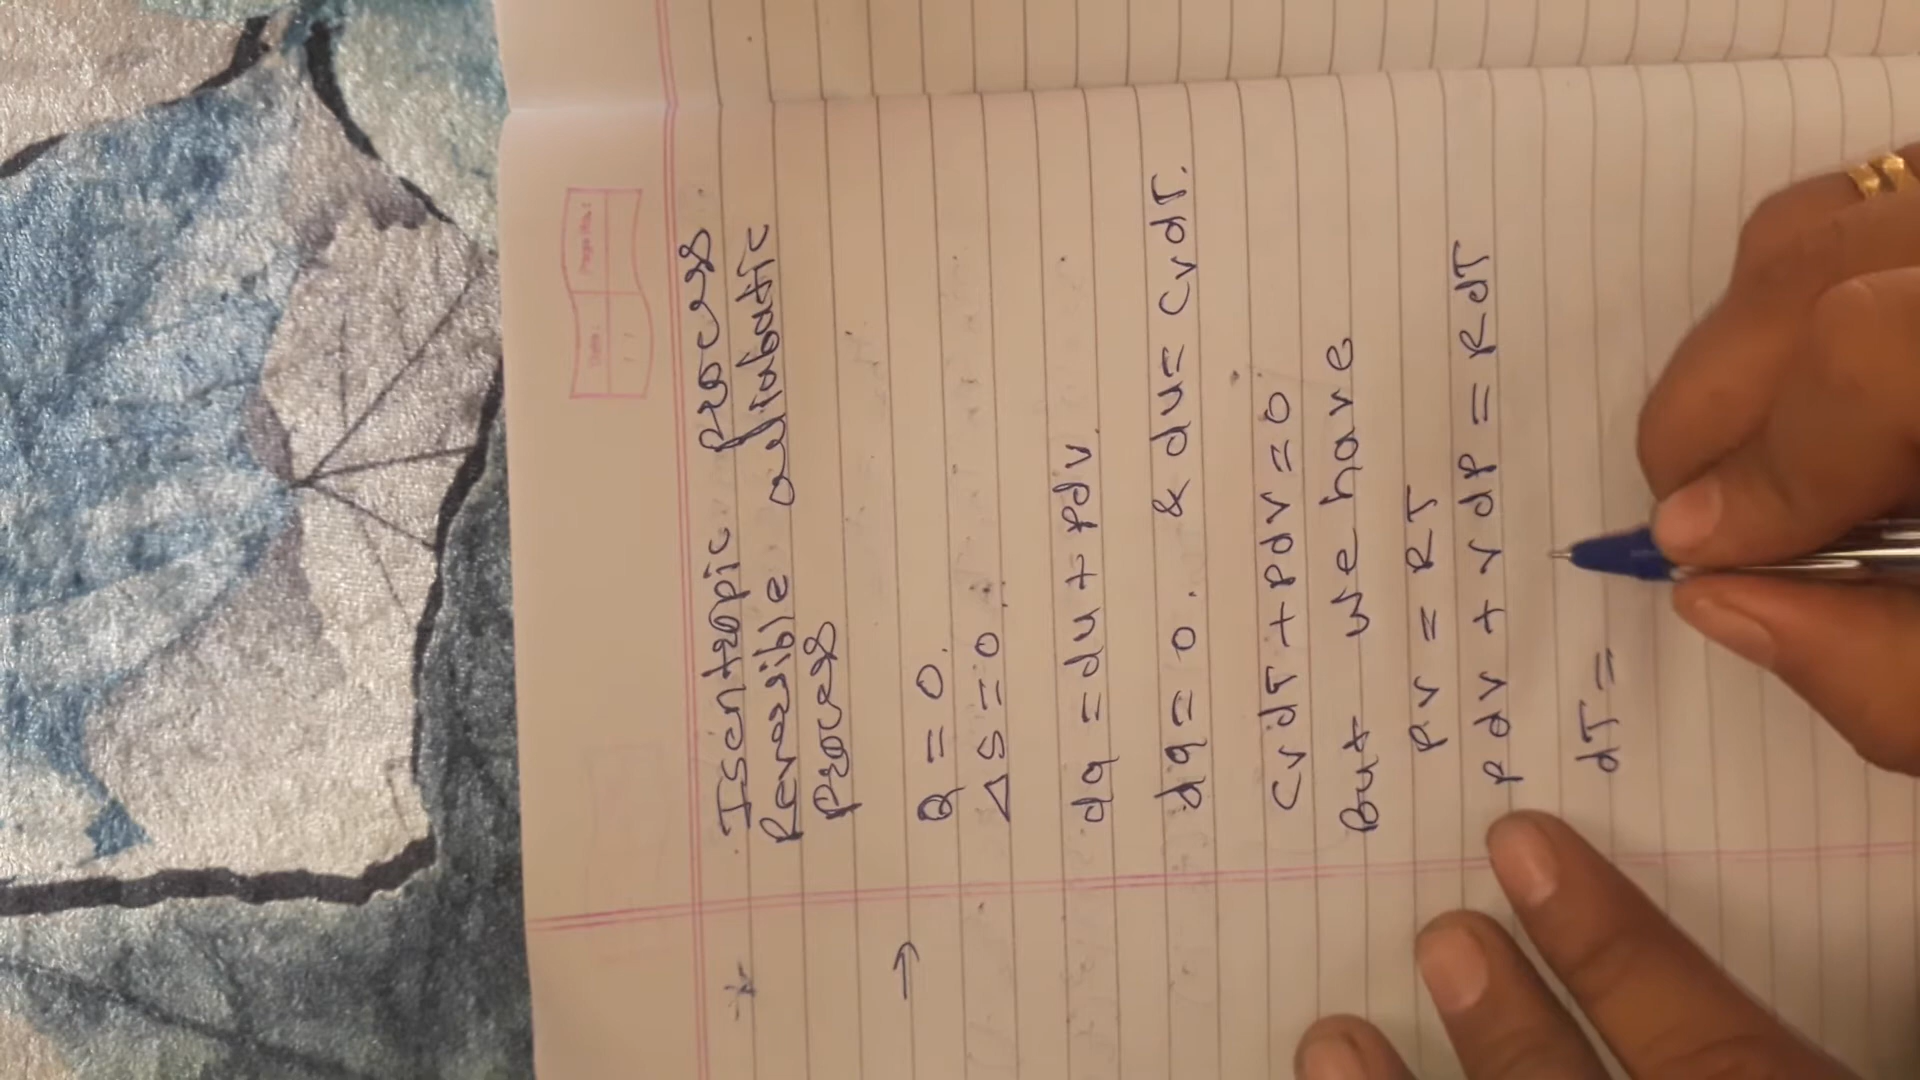 * Isentropic Process.
Reversible adiabatic
Process
→ Q = 0.
Δs = 0
dq = du + pdv
dq = 0. & du = CvdT.
CvdT + Pdv = 0
But we have
Pv = RT
Pdv + vdP = RdT
dT =